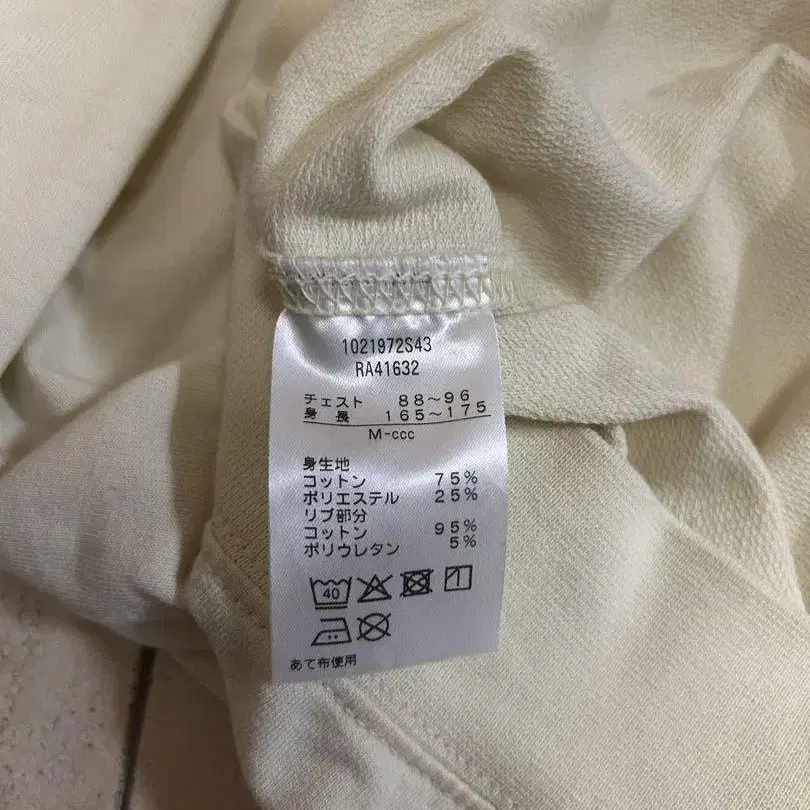 1021972S43
RA41632
チェスト 88～96
身長 165～175
M-ccc
身生地
コットン 75%
ポリエステル 25%
リブ部分
コットン 95%
ポリウレタン 5%
40
あて布使用